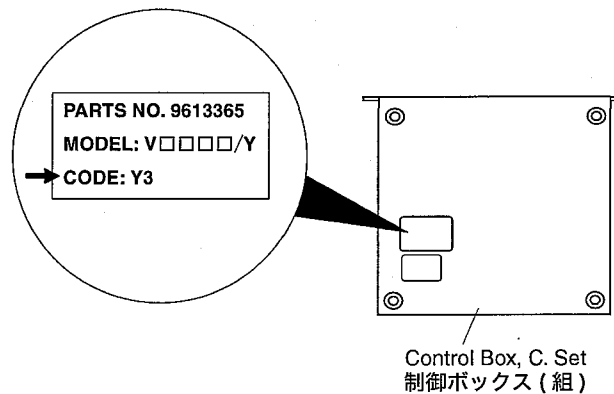 PARTS NO. 9613365
MODEL: V□□□□/Y
CODE: Y3
Control Box, C. Set
制御ボックス ( 組 )